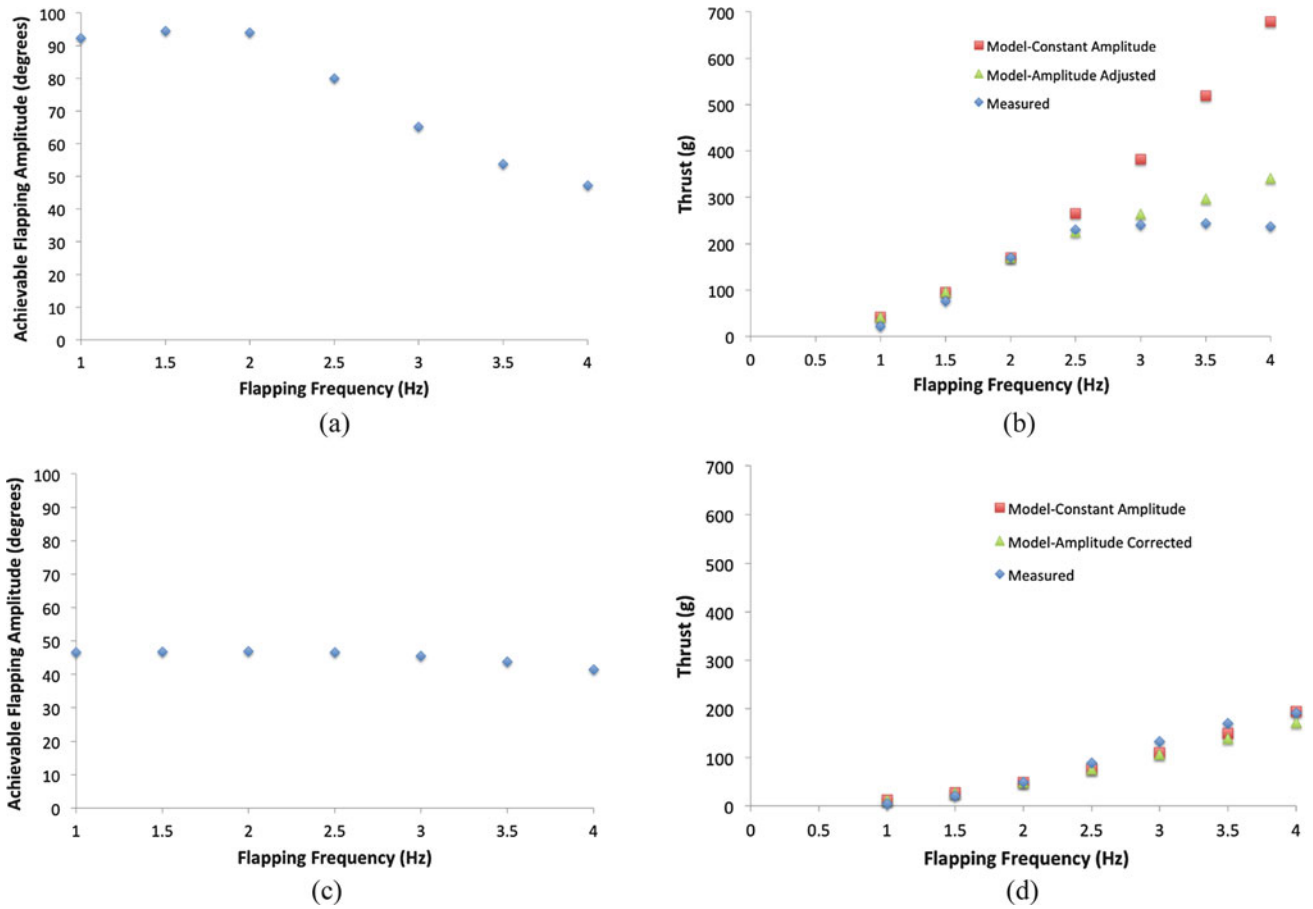 Achievable Flapping Amplitude (degrees)
100
90
80
70
60
50
40
30
20
10
0
1 1.5 2 2.5 3 3.5 4
Flapping Frequency (Hz)
(a)
Thrust (g)
700
600
500
400
300
200
100
0
Model-Constant Amplitude
Model-Amplitude Adjusted
Measured
0 0.5 1 1.5 2 2.5 3 3.5 4
Flapping Frequency (Hz)
(b)
Achievable Flapping Amplitude (degrees)
100
90
80
70
60
50
40
30
20
10
0
1 1.5 2 2.5 3 3.5 4
Flapping Frequency (Hz)
(c)
Thrust (g)
700
600
500
400
300
200
100
0
Model-Constant Amplitude
Model-Amplitude Corrected
Measured
0 0.5 1 1.5 2 2.5 3 3.5 4
Flapping Frequency (Hz)
(d)